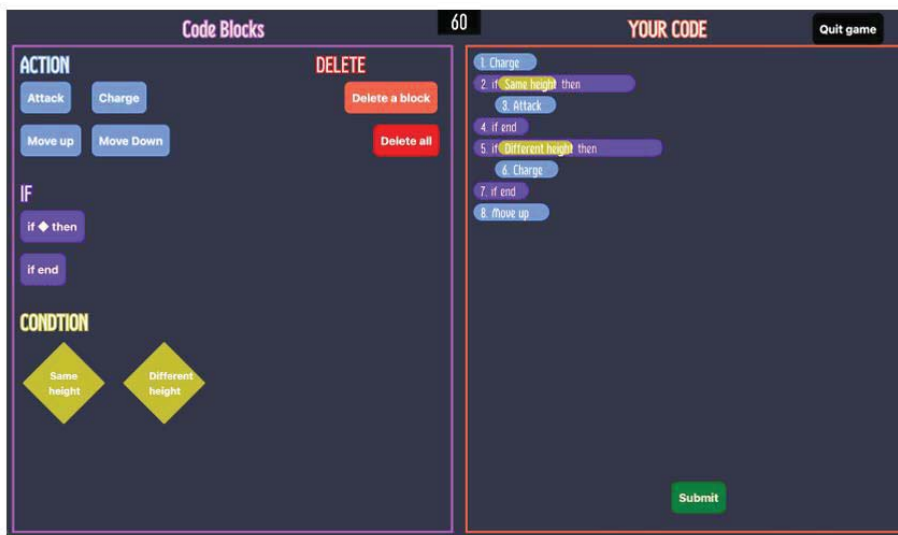 Code Blocks
60
YOUR CODE
Quit game
ACTION
DELETE
Attack
Charge
Delete a block
Move up
Move Down
Delete all
IF
if ◆ then
if end
CONDTION
Same
height
Different
height
1. Charge
2. if Same height then
3. Attack
4. if end
5. if Different height then
6. Charge
7. if end
8. Move up
Submit